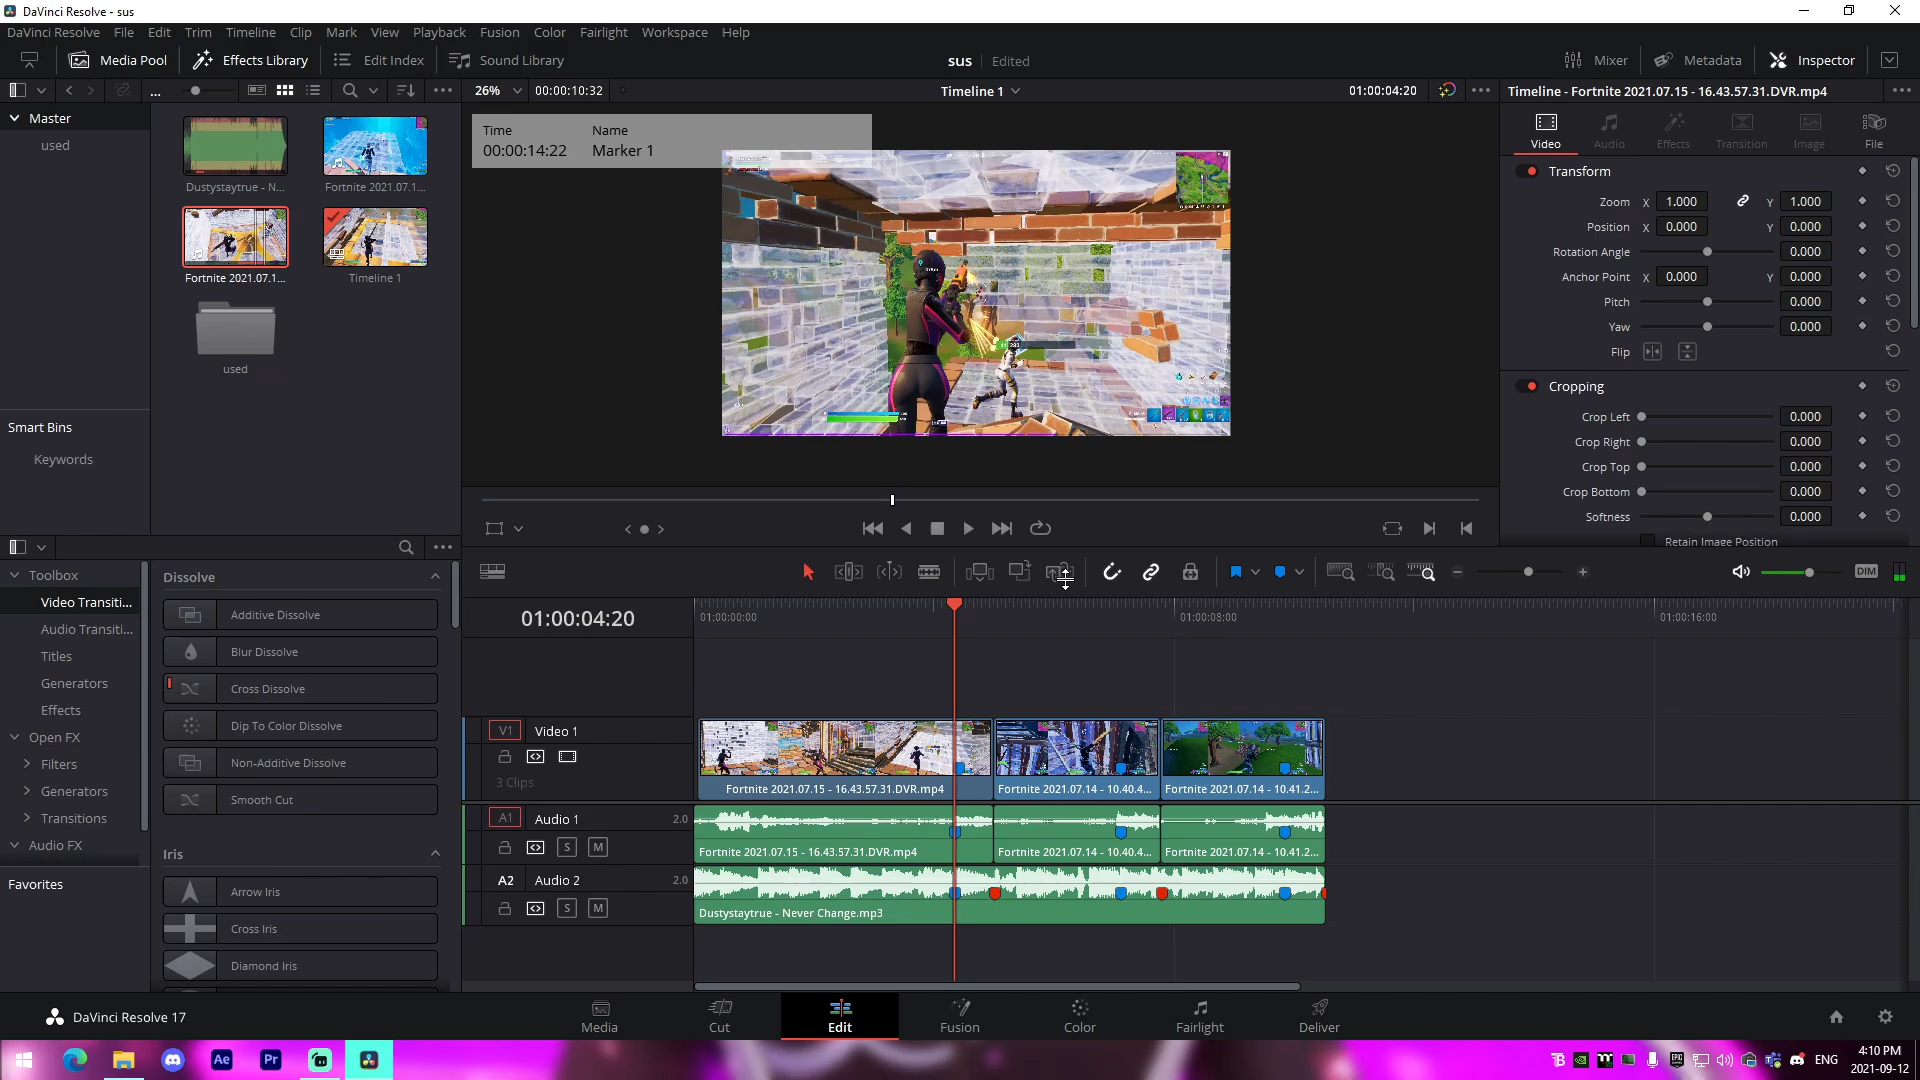 DaVinci Resolve - sus
DaVinci Resolve File Edit Trim Timeline Clip Mark View Playback Fusion Color Fairlight Workspace Help
Media Pool Effects Library Edit Index Sound Library sus Edited Mixer Metadata Inspector
... 26% 00:00:10:32 Timeline 1 01:00:04:20 Timeline - Fortnite 2021.07.15 - 16.43.57.31.DVR.mp4
Master
used
Dustystaytrue - N...
Fortnite 2021.07.1...
Fortnite 2021.07.1...
Timeline 1
used
Smart Bins
Keywords
Time Name
00:00:14:22 Marker 1
Video Audio Effects Transition Image File
Transform
Zoom X 1.000 Y 1.000
Position X 0.000 Y 0.000
Rotation Angle 0.000
Anchor Point X 0.000 Y 0.000
Pitch 0.000
Yaw 0.000
Flip
Cropping
Crop Left 0.000
Crop Right 0.000
Crop Top 0.000
Crop Bottom 0.000
Softness 0.000
Retain Image Position
Toolbox
Video Transiti...
Audio Transiti...
Titles
Generators
Effects
Open FX
Filters
Generators
Transitions
Audio FX
Favorites
Dissolve
Additive Dissolve
Blur Dissolve
Cross Dissolve
Dip To Color Dissolve
Non-Additive Dissolve
Smooth Cut
Iris
Arrow Iris
Cross Iris
Diamond Iris
DIM
01:00:04:20 01:00:00:00 01:00:08:00 01:00:16:00
V1 Video 1
3 Clips
Fortnite 2021.07.15 - 16.43.57.31.DVR.mp4 Fortnite 2021.07.14 - 10.40.4... Fortnite 2021.07.14 - 10.41.2...
A1 Audio 1 2.0
S M
Fortnite 2021.07.15 - 16.43.57.31.DVR.mp4 Fortnite 2021.07.14 - 10.40.4... Fortnite 2021.07.14 - 10.41.2...
A2 Audio 2 2.0
S M
Dustystaytrue - Never Change.mp3
DaVinci Resolve 17
Media Cut Edit Fusion Color Fairlight Deliver
Ae Pr
ENG
4:10 PM
2021-09-12